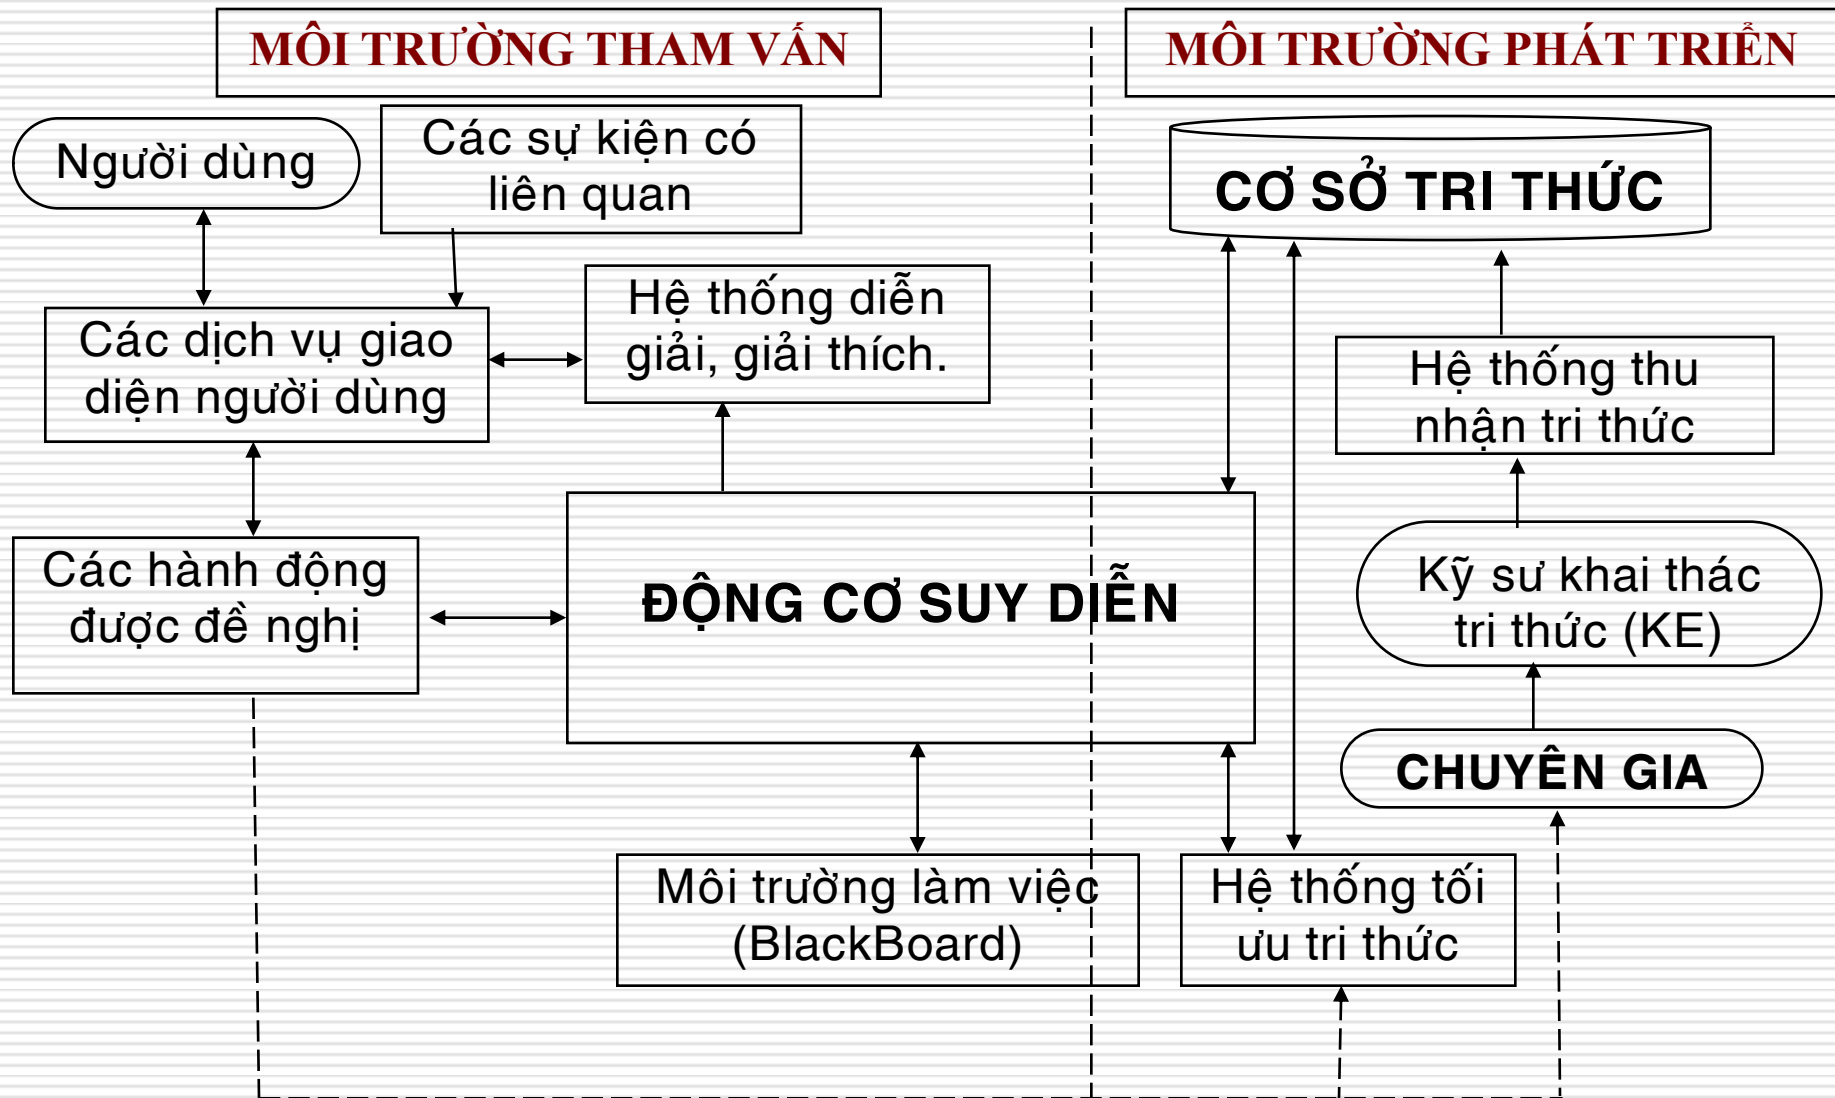 MÔI TRƯỜNG THAM VẤN
MÔI TRƯỜNG PHÁT TRIỂN
Người dùng
Các sự kiện có
liên quan
CƠ SỞ TRI THỨC
Các dịch vụ giao
diện người dùng
Hệ thống diễn
giải, giải thích.
Hệ thống thu
nhận tri thức
Các hành động
được đề nghị
ĐỘNG CƠ SUY DIỄN
Kỹ sư khai thác
tri thức (KE)
CHUYÊN GIA
Môi trường làm việc
(BlackBoard)
Hệ thống tối
ưu tri thức